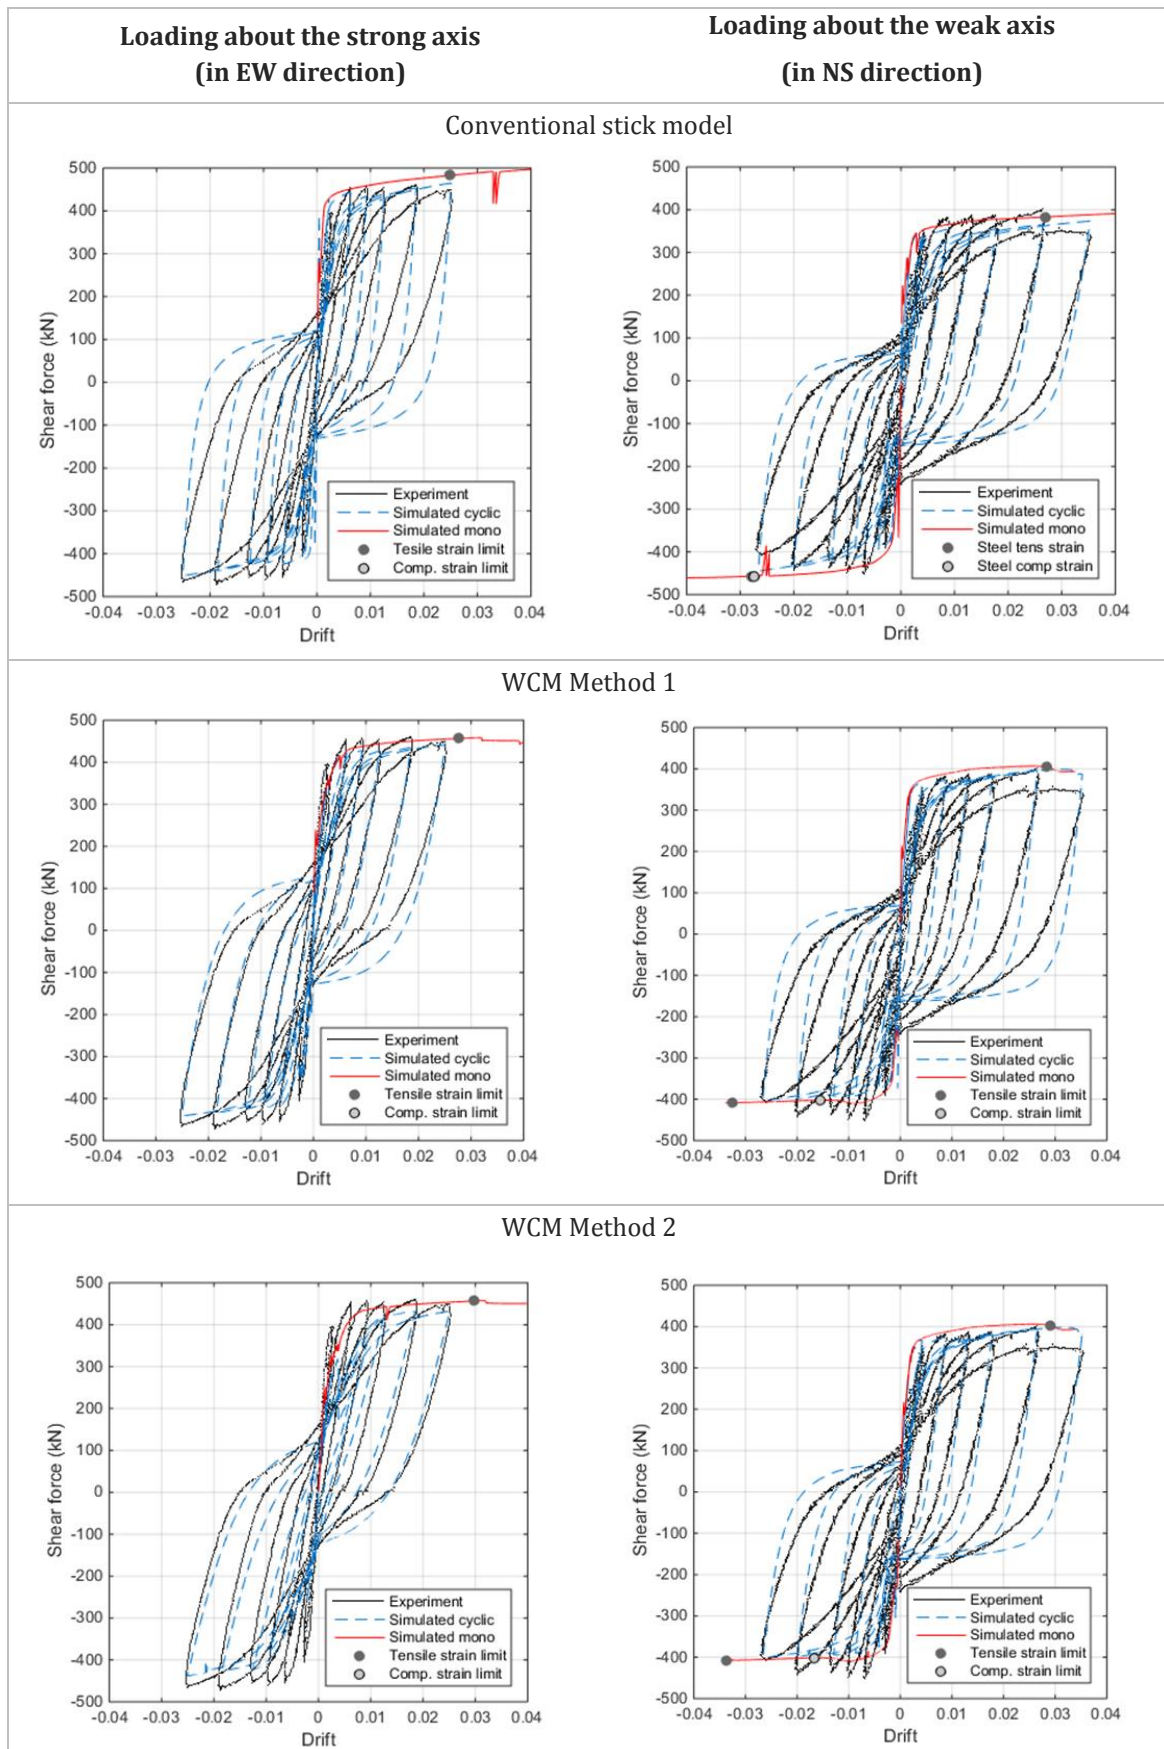 Loading about the strong axis
(in EW direction)
Loading about the weak axis
(in NS direction)
Conventional stick model
500
400
300
200
100
0
-100
-200
-300
-400
-500
Shear force (kN)
-0.04 -0.03 -0.02 -0.01 0 0.01 0.02 0.03 0.04
Drift
Experiment
Simulated cyclic
Simulated mono
Tesile strain limit
Comp. strain limit
500
400
300
200
100
0
-100
-200
-300
-400
-500
Shear force (kN)
-0.04 -0.03 -0.02 -0.01 0 0.01 0.02 0.03 0.04
Drift
Experiment
Simulated cyclic
Simulated mono
Steel tens strain
Steel comp strain
WCM Method 1
500
400
300
200
100
0
-100
-200
-300
-400
-500
Shear force (kN)
-0.04 -0.03 -0.02 -0.01 0 0.01 0.02 0.03 0.04
Drift
Experiment
Simulated cyclic
Simulated mono
Tensile strain limit
Comp. strain limit
500
400
300
200
100
0
-100
-200
-300
-400
-500
Shear force (kN)
-0.04 -0.03 -0.02 -0.01 0 0.01 0.02 0.03 0.04
Drift
Experiment
Simulated cyclic
Simulated mono
Tensile strain limit
Comp. strain limit
WCM Method 2
500
400
300
200
100
0
-100
-200
-300
-400
-500
Shear force (kN)
-0.04 -0.03 -0.02 -0.01 0 0.01 0.02 0.03 0.04
Drift
Experiment
Simulated cyclic
Simulated mono
Tensile strain limit
Comp. strain limit
500
400
300
200
100
0
-100
-200
-300
-400
-500
Shear force (kN)
-0.04 -0.03 -0.02 -0.01 0 0.01 0.02 0.03 0.04
Drift
Experiment
Simulated cyclic
Simulated mono
Tensile strain limit
Comp. strain limit